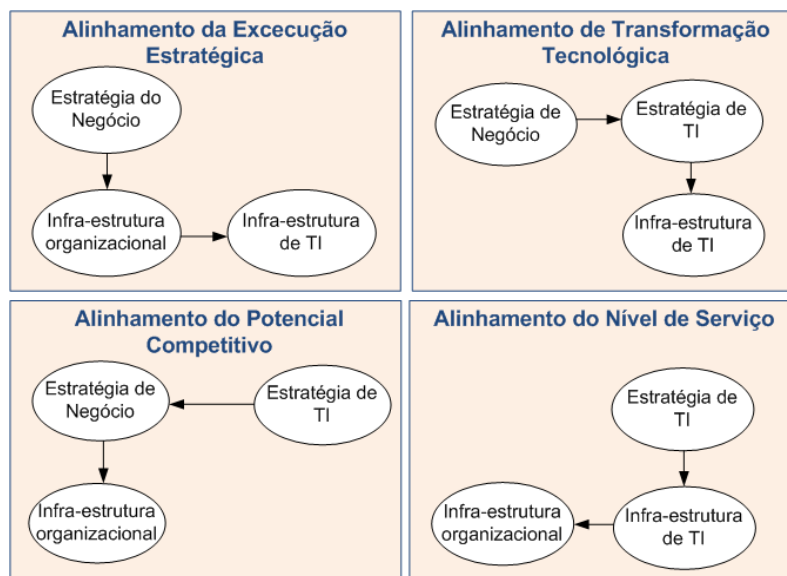 Alinhamento da Excecução
Estratégica
Estratégia do
Negócio
Infra-estrutura
organizacional
Infra-estrutura
de TI
Alinhamento de Transformação
Tecnológica
Estratégia de
Negócio
Estratégia de
TI
Infra-estrutura
de TI
Alinhamento do Potencial
Competitivo
Estratégia de
Negócio
Estratégia de
TI
Infra-estrutura
organizacional
Alinhamento do Nível de Serviço
Estratégia de
TI
Infra-estrutura
organizacional
Infra-estrutura
de TI